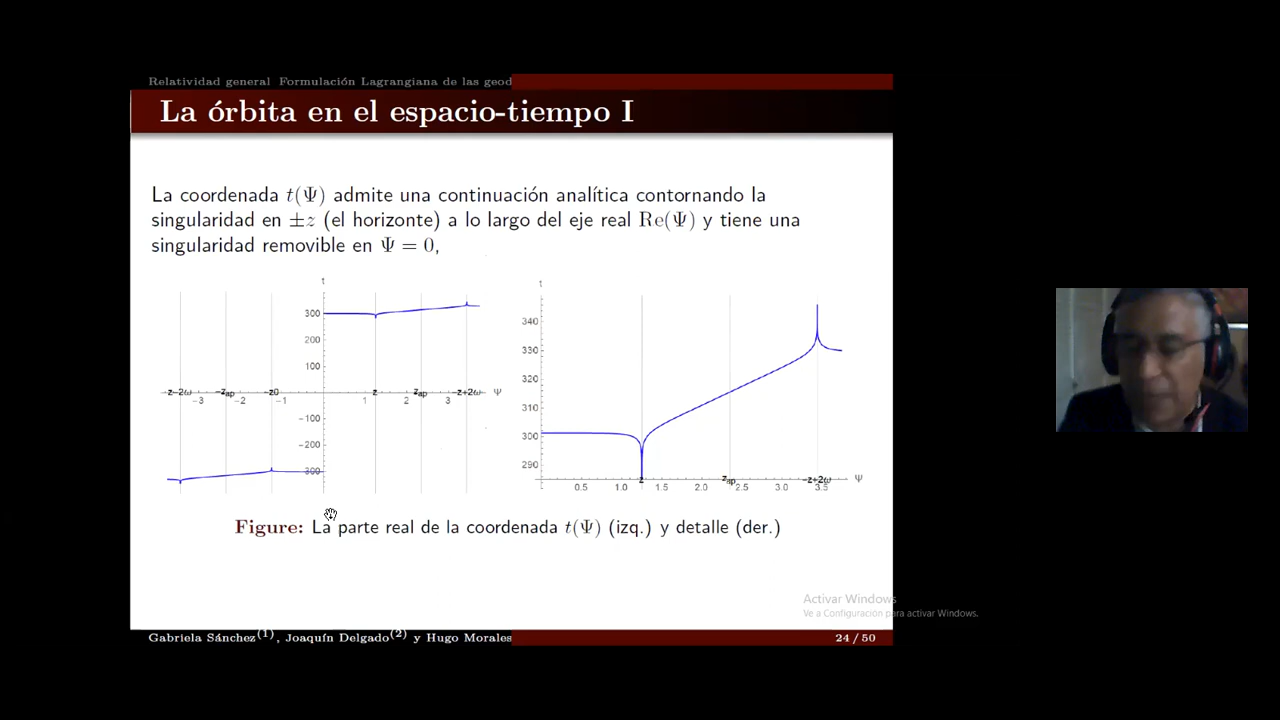 Relatividad general Formulación Lagrangiana de las geod
La órbita en el espacio-tiempo I
La coordenada t(Ψ) admite una continuación analítica contornando la
singularidad en ±z (el horizonte) a lo largo del eje real Re(Ψ) y tiene una
singularidad removible en Ψ = 0,
t
300
200
100
-z-2ω -z_ap -z0 z z_ap -z+2ω Ψ
-3 -2 -1 1 2 3
-100
-200
-300
t
340
330
320
310
300
290
z z_ap -z+2ω Ψ
0.5 1.0 1.5 2.0 2.5 3.0 3.5
Figure: La parte real de la coordenada t(Ψ) (izq.) y detalle (der.)
Activar Windows
Ve a Configuración para activar Windows.
Gabriela Sánchez(1), Joaquín Delgado(2) y Hugo Morales
24 / 50